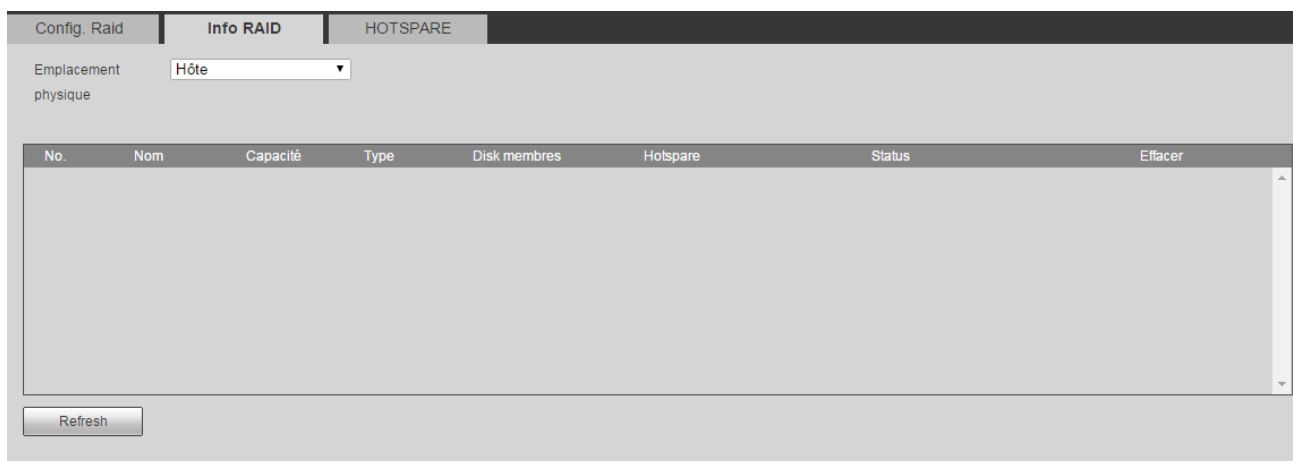 Config. Raid Info RAID HOTSPARE
Emplacement physique Hôte
No. Nom Capacité Type Disk membres Hotspare Status Effacer
Refresh